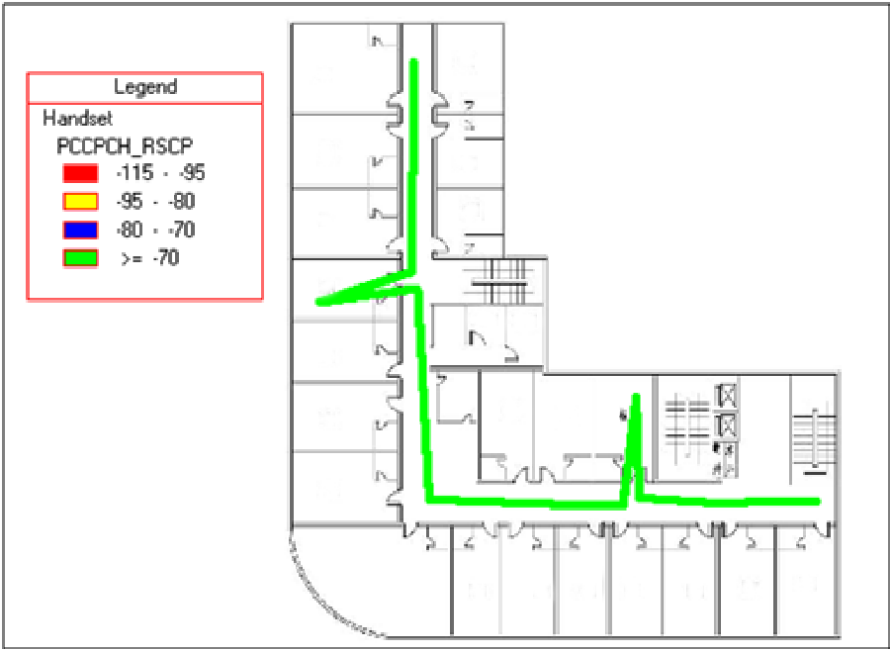 Legend
Handset
PCCPCH_RSCP
-115 - -95
-95 - -80
-80 - -70
>= -70